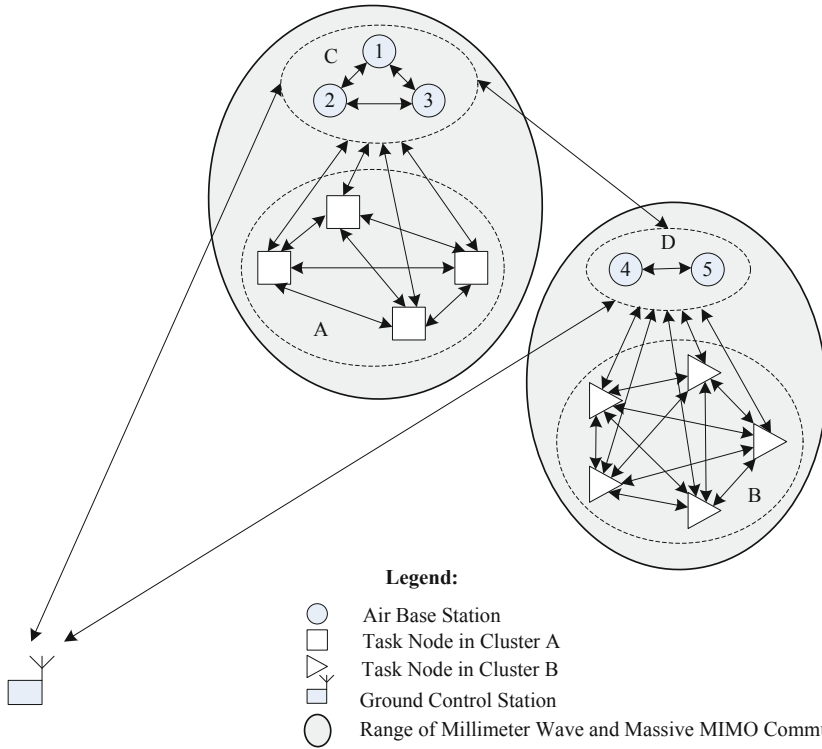 C
1
2
3
A
D
4
5
B
Legend:
Air Base Station
Task Node in Cluster A
Task Node in Cluster B
Ground Control Station
Range of Millimeter Wave and Massive MIMO Commu